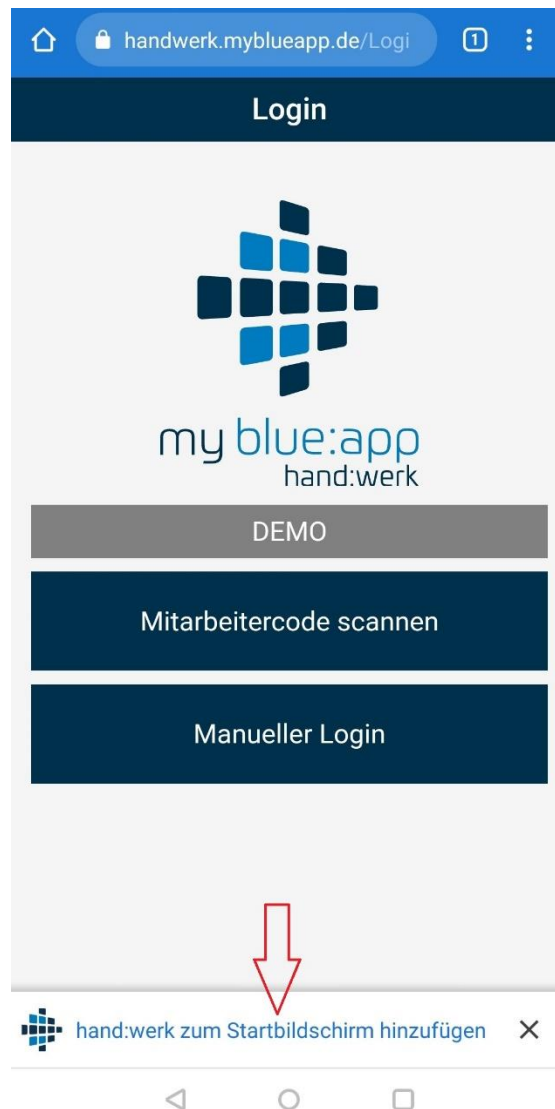 handwerk.myblueapp.de/Logi
1
Login
my blue:app
hand:werk
DEMO
Mitarbeitercode scannen
Manueller Login
hand:werk zum Startbildschirm hinzufügen